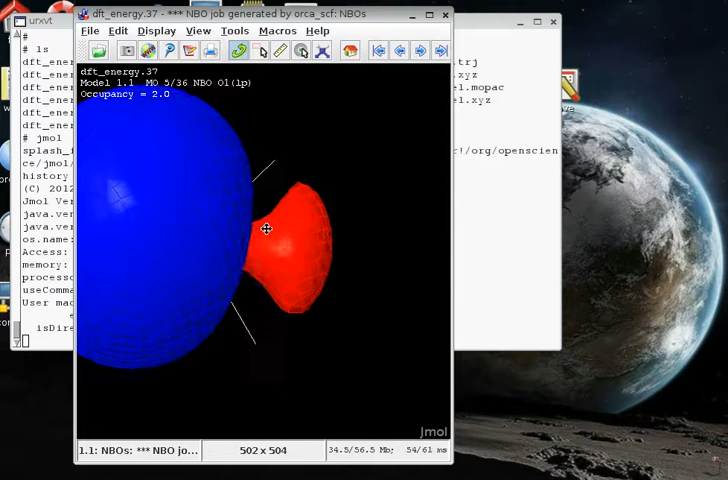 urxvt
#
# ls
dft_ener
dft_ener
dft_ener
dft_ener
dft_ener
dft_ener
# jmol
splash_
ce/jmol/
history
(C) 2012
Jmol Ver
java.ver
java.ver
os.name:
Access:
memory:
processo
useComma
User mac
e
isDire
.trj
.xyz
el.mopac
el.xyz
r!/org/openscien
dft_energy.37 - *** NBO job generated by orca_scf: NBOs
File Edit Display View Tools Macros Help
dft_energy.37
Model 1.1 MO 5/36 NBO O1(lp)
Occupancy = 2.0
Jmol
1.1: NBOs: *** NBO jo...
502 x 504
34.5/56.5 Mb; 54/61 ms